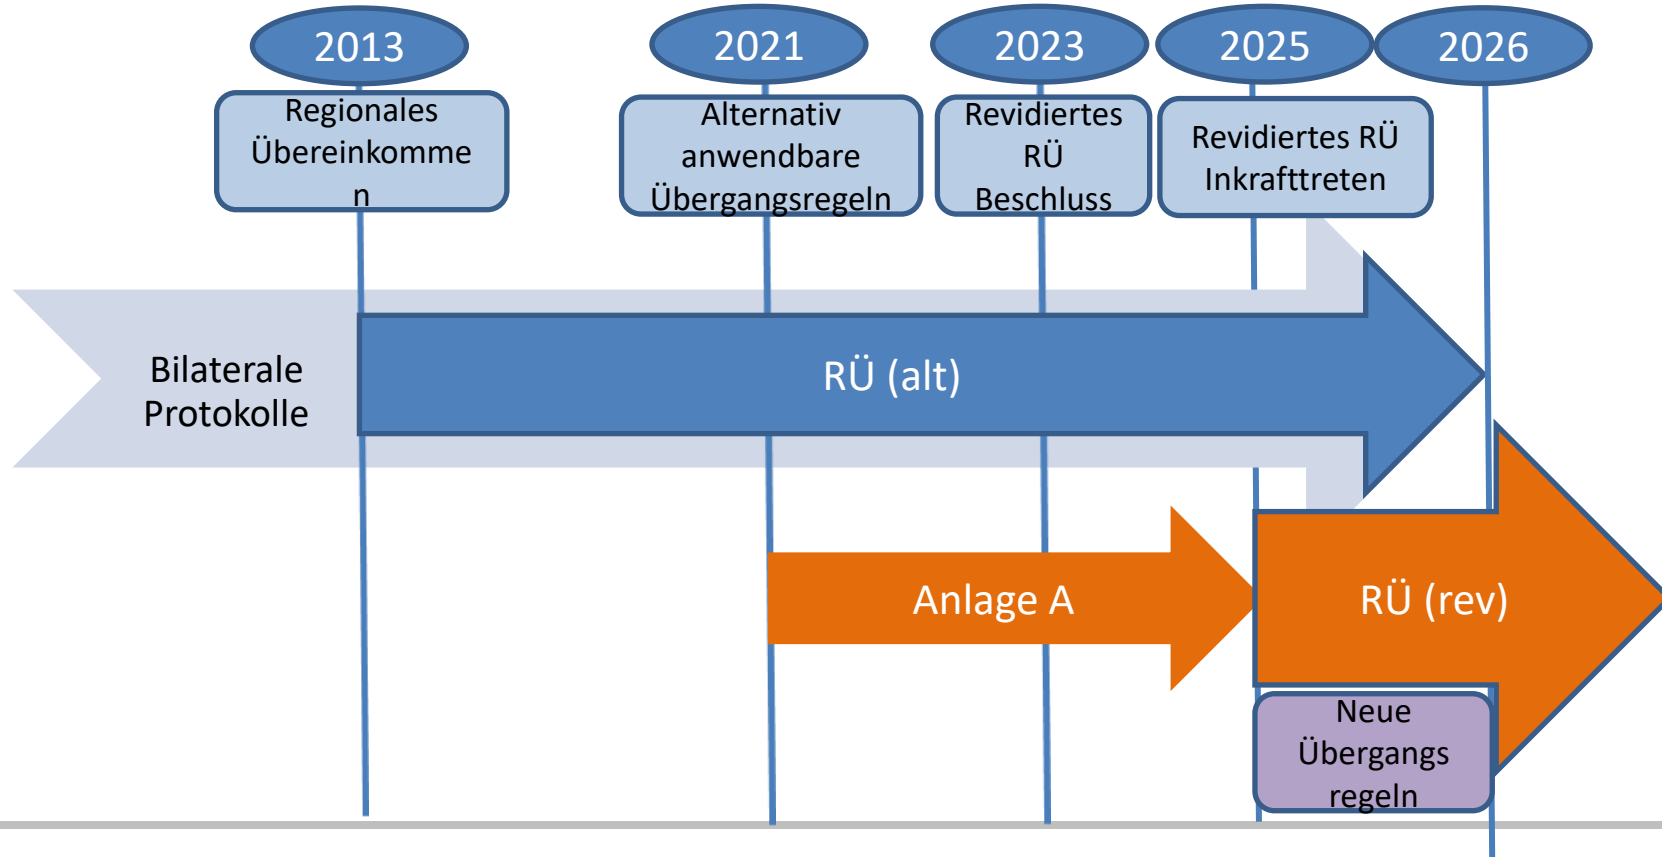 2013
2021
2023
2025
2026
Regionales
Übereinkomme
n
Alternativ
anwendbare
Übergangsregeln
Revidiertes
RÜ
Beschluss
Revidiertes RÜ
Inkrafttreten
Bilaterale
Protokolle
RÜ (alt)
Anlage A
RÜ (rev)
Neue
Übergangs
regeln